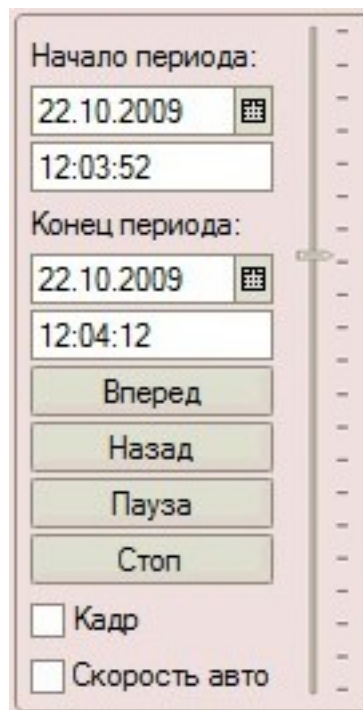 Начало периода:
22.10.2009
12:03:52
Конец периода:
22.10.2009
12:04:12
Вперед
Назад
Пауза
Стоп
Кадр
Скорость авто